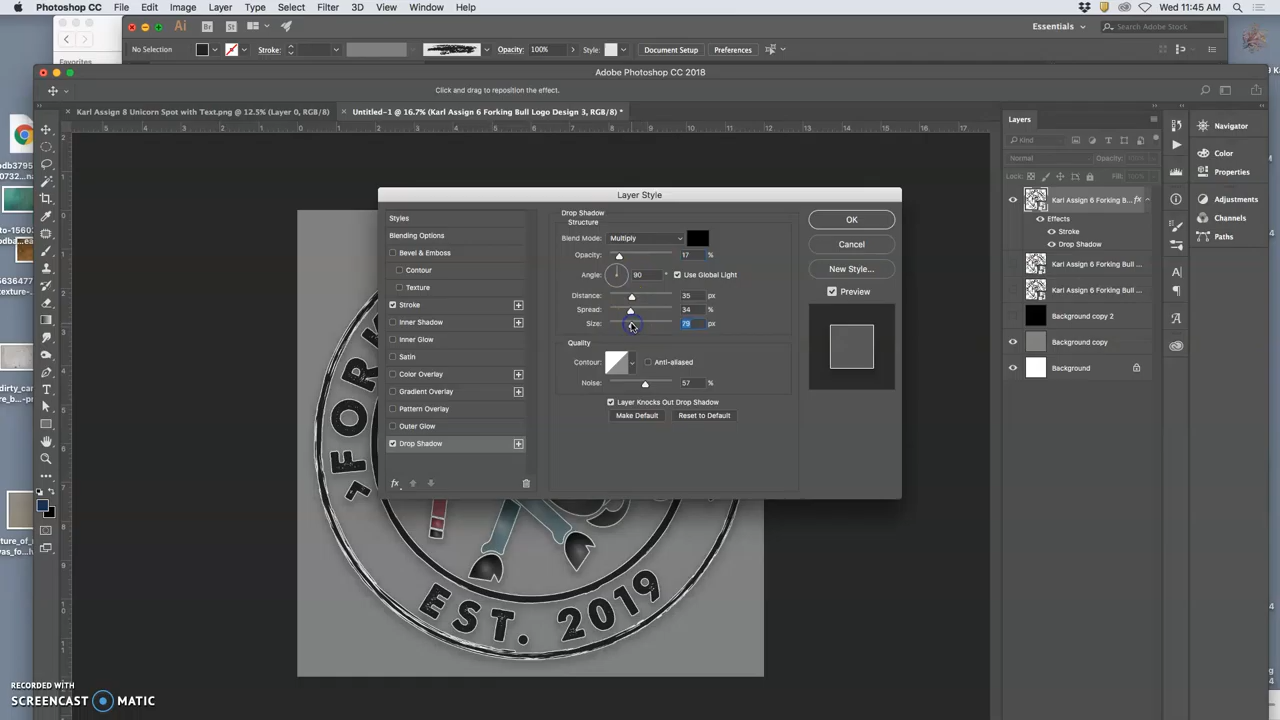 Photoshop CC File Edit Image Layer Type Select Filter 3D View Window Help Wed 11:45 AM
Ai Br St Essentials Search Adobe Stock
No Selection Stroke: Opacity: 100% Style: Document Setup Preferences
Favorites
Adobe Photoshop CC 2018
Click and drag to reposition the effect.
Karl Assign 8 Unicorn Spot with Text.png @ 12.5% (Layer 0, RGB/8) Untitled-1 @ 16.7% (Karl Assign 6 Forking Bull Logo Design 3, RGB/8) *
Layer Style
Styles
Blending Options
Bevel & Emboss
Contour
Texture
Stroke
Inner Shadow
Inner Glow
Satin
Color Overlay
Gradient Overlay
Pattern Overlay
Outer Glow
Drop Shadow
fx
Drop Shadow
Structure
Blend Mode: Multiply
Opacity: 17 %
Angle: 90 ° Use Global Light
Distance: 35 px
Spread: 34 %
Size: 79 px
Quality
Contour: Anti-aliased
Noise: 57 %
Layer Knocks Out Drop Shadow
Make Default Reset to Default
OK
Cancel
New Style...
Preview
Layers
Kind
Normal Opacity:
Lock: Fill:
Karl Assign 6 Forking B... fx
Effects
Stroke
Drop Shadow
Karl Assign 6 Forking Bull ...
Karl Assign 6 Forking Bull ...
Background copy 2
Background copy
Background
Navigator
Color
Properties
Adjustments
Channels
Paths
EST. 2019
RECORDED WITH
SCREENCAST MATIC